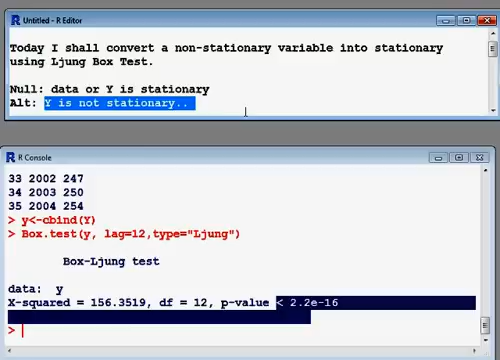 Untitled - R Editor
Today I shall convert a non-stationary variable into stationary
using Ljung Box Test.
Null: data or Y is stationary
Alt: Y is not stationary..
R Console
33 2002 247
34 2003 250
35 2004 254
> y<-cbind(Y)
> Box.test(y, lag=12,type="Ljung")
Box-Ljung test
data:  y
X-squared = 156.3519, df = 12, p-value < 2.2e-16
>